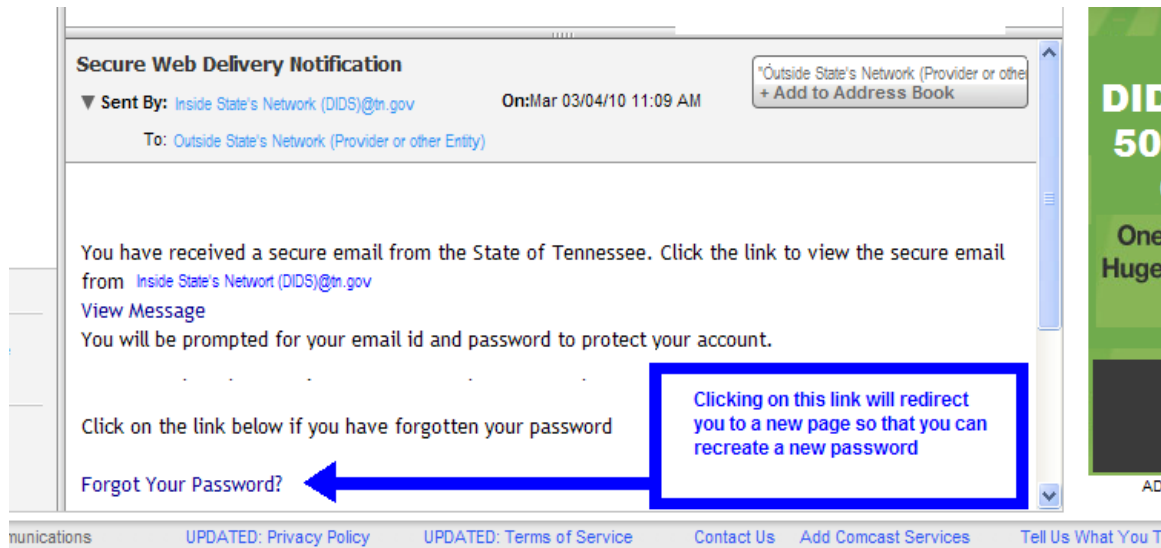 Secure Web Delivery Notification
"Outside State's Network (Provider or othe
+ Add to Address Book
▼ Sent By: Inside State's Network (DIDS)@tn.gov On:Mar 03/04/10 11:09 AM
To: Outside State's Network (Provider or other Entity)
You have received a secure email from the State of Tennessee. Click the link to view the secure email
from Inside State's Networt (DIDS)@tn.gov
View Message
You will be prompted for your email id and password to protect your account.
Click on the link below if you have forgotten your password
Forgot Your Password?
Clicking on this link will redirect
you to a new page so that you can
recreate a new password
DID
50
One
Huge
AD
munications UPDATED: Privacy Policy UPDATED: Terms of Service Contact Us Add Comcast Services Tell Us What You T